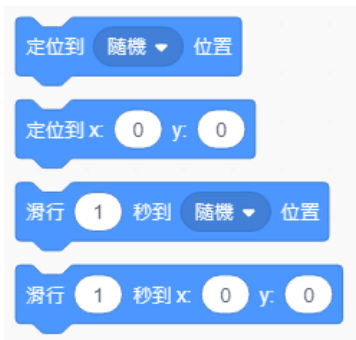 定位到 隨機 位置
定位到 x: 0 y: 0
滑行 1 秒到 隨機 位置
滑行 1 秒到 x: 0 y: 0